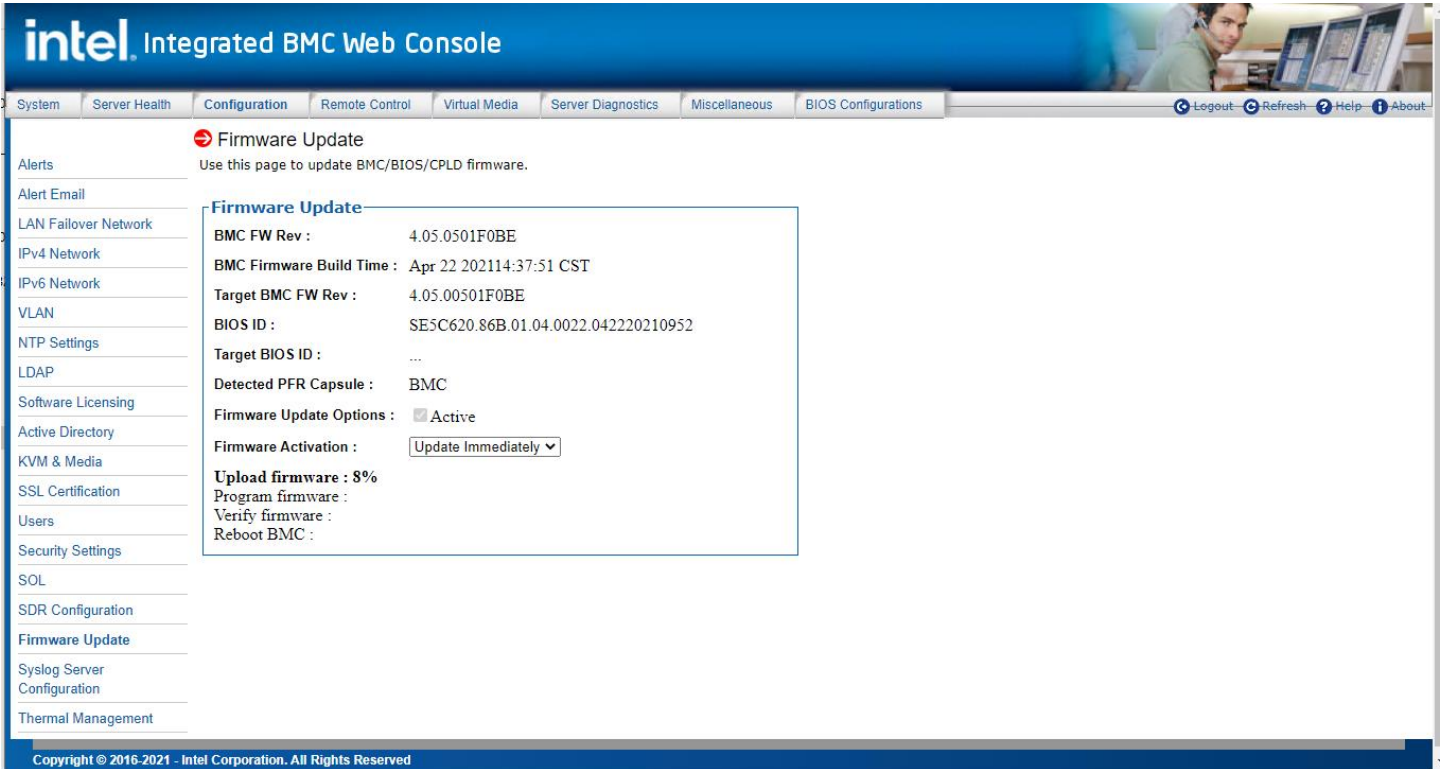 intel. Integrated BMC Web Console
System Server Health Configuration Remote Control Virtual Media Server Diagnostics Miscellaneous BIOS Configurations Logout Refresh Help About
Firmware Update
Use this page to update BMC/BIOS/CPLD firmware.
Alerts
Alert Email
LAN Failover Network
IPv4 Network
IPv6 Network
VLAN
NTP Settings
LDAP
Software Licensing
Active Directory
KVM & Media
SSL Certification
Users
Security Settings
SOL
SDR Configuration
Firmware Update
Syslog Server
Configuration
Thermal Management
Firmware Update
BMC FW Rev : 4.05.0501F0BE
BMC Firmware Build Time : Apr 22 202114:37:51 CST
Target BMC FW Rev : 4.05.00501F0BE
BIOS ID : SE5C620.86B.01.04.0022.042220210952
Target BIOS ID : ...
Detected PFR Capsule : BMC
Firmware Update Options : Active
Firmware Activation : Update Immediately
Upload firmware : 8%
Program firmware :
Verify firmware :
Reboot BMC :
Copyright © 2016-2021 - Intel Corporation. All Rights Reserved